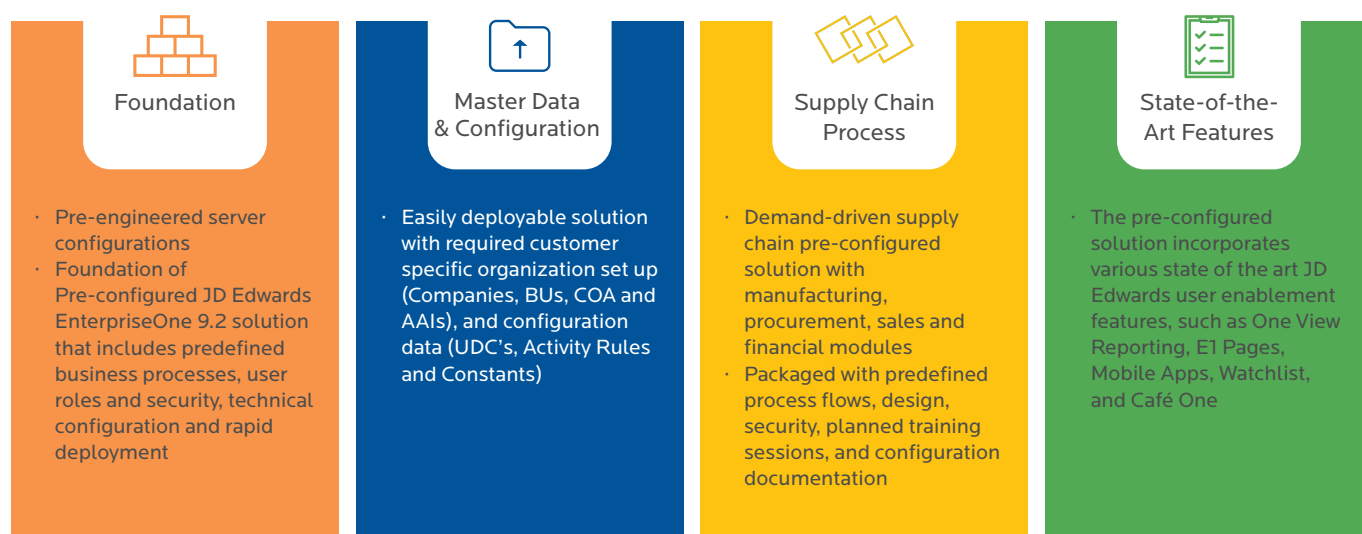 Foundation
· Pre-engineered server
configurations
· Foundation of
Pre-configured JD Edwards
EnterpriseOne 9.2 solution
that includes predefined
business processes, user
roles and security, technical
configuration and rapid
deployment
Master Data
& Configuration
· Easily deployable solution
with required customer
specific organization set up
(Companies, BUs, COA and
AAIs), and configuration
data (UDC's, Activity Rules
and Constants)
Supply Chain
Process
· Demand-driven supply
chain pre-configured
solution with
manufacturing,
procurement, sales and
financial modules
· Packaged with predefined
process flows, design,
security, planned training
sessions, and configuration
documentation
State-of-the-
Art Features
· The pre-configured
solution incorporates
various state of the art JD
Edwards user enablement
features, such as One View
Reporting, E1 Pages,
Mobile Apps, Watchlist,
and Café One